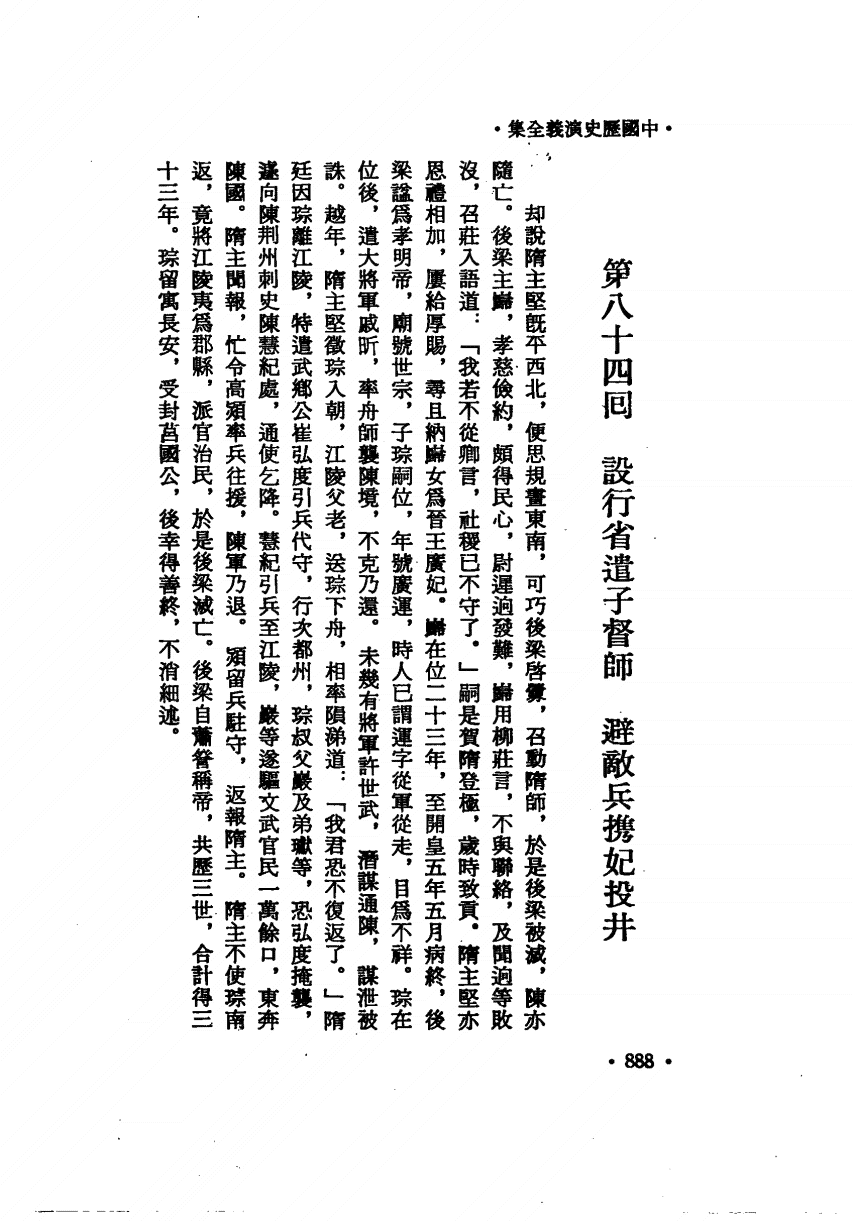 •中國歷史演義全集•
第八十四回　設行省遣子督師　避敵兵攜妃投井
却說隋主堅既平西北，便思規畫東南，可巧後梁啓釁，召動隋師，於是後梁被滅，陳亦
隨亡。後梁主巋，孝慈儉約，頗得民心，尉遲迥發難，巋用柳莊言，不與聯絡，及聞迥等敗
沒，召莊入語道：「我若不從卿言，社稷已不守了。」嗣是賀隋登極，歲時致貢。隋主堅亦
恩禮相加，屢給厚賜，尋且納巋女爲晉王廣妃。巋在位二十三年，至開皇五年五月病終，後
梁諡爲孝明帝，廟號世宗，子琮嗣位，年號廣運，時人已謂運字從軍從走，目爲不祥。琮在
位後，遣大將軍戚昕，率舟師襲陳境，不克乃還。未幾有將軍許世武，潛謀通陳，謀泄被
誅。越年，隋主堅徵琮入朝，江陵父老，送琮下舟，相率隕涕道：「我君恐不復返了。」隋
廷因琮離江陵，特遣武鄉公崔弘度引兵代守，行次都州，琮叔父巖及弟瓛等，恐弘度掩襲，
遂向陳荆州刺史陳慧紀處，通使乞降。慧紀引兵至江陵，巖等遂驅文武官民一萬餘口，東奔
陳國。隋主聞報，忙令高熲率兵往援，陳軍乃退。熲留兵駐守，返報隋主。隋主不使琮南
返，竟將江陵夷爲郡縣，派官治民，於是後梁滅亡。後梁自蕭詧稱帝，共歷三世，合計得三
十三年。琮留寓長安，受封莒國公，後幸得善終，不消細述。
•888•